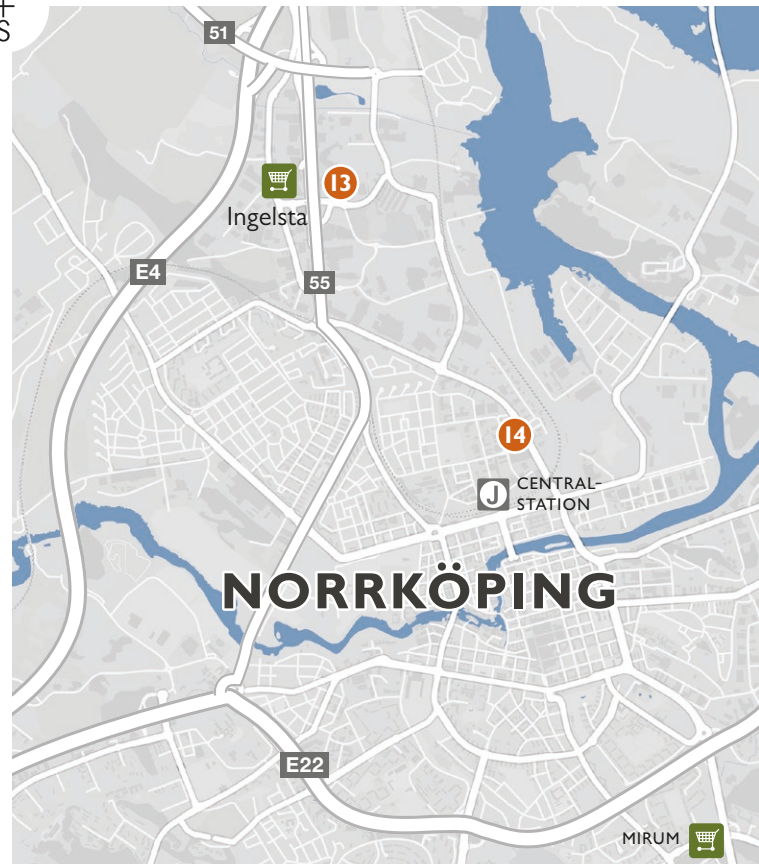 +
S
51
13
Ingelsta
E4
55
14
J
CENTRAL-
STATION
NORRKÖPING
E22
MIRUM